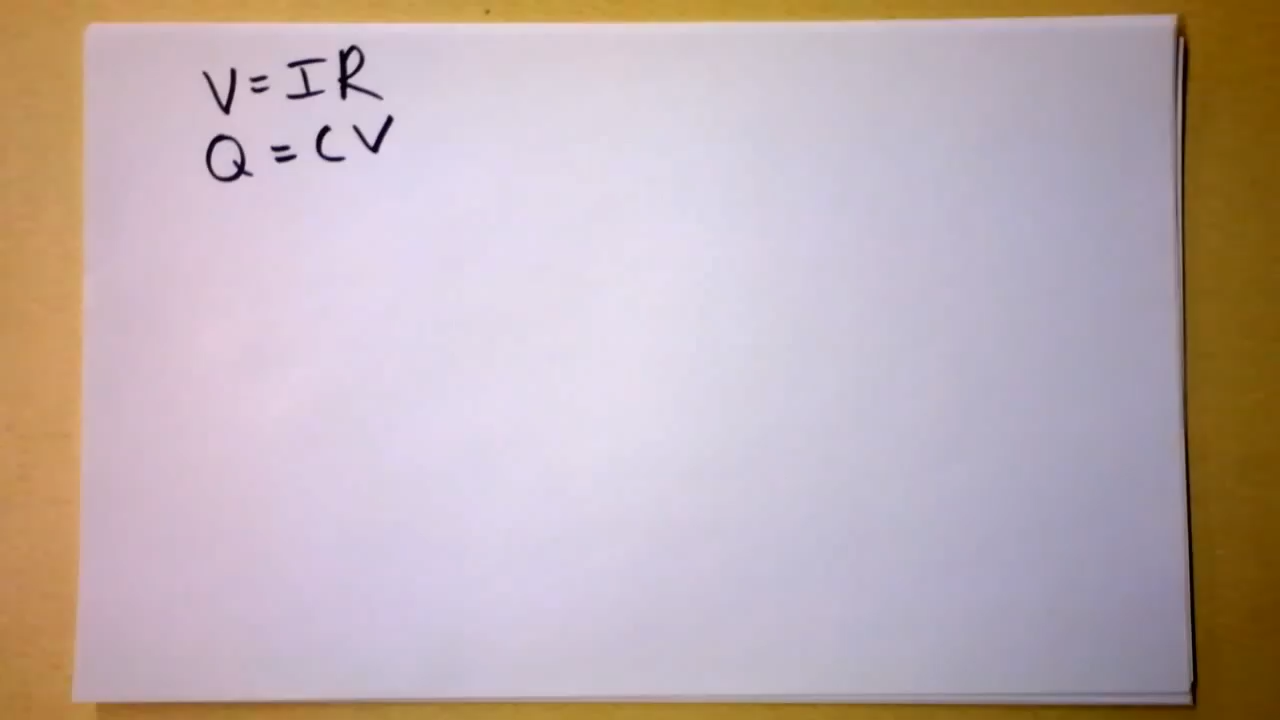 V = IR
Q = CV